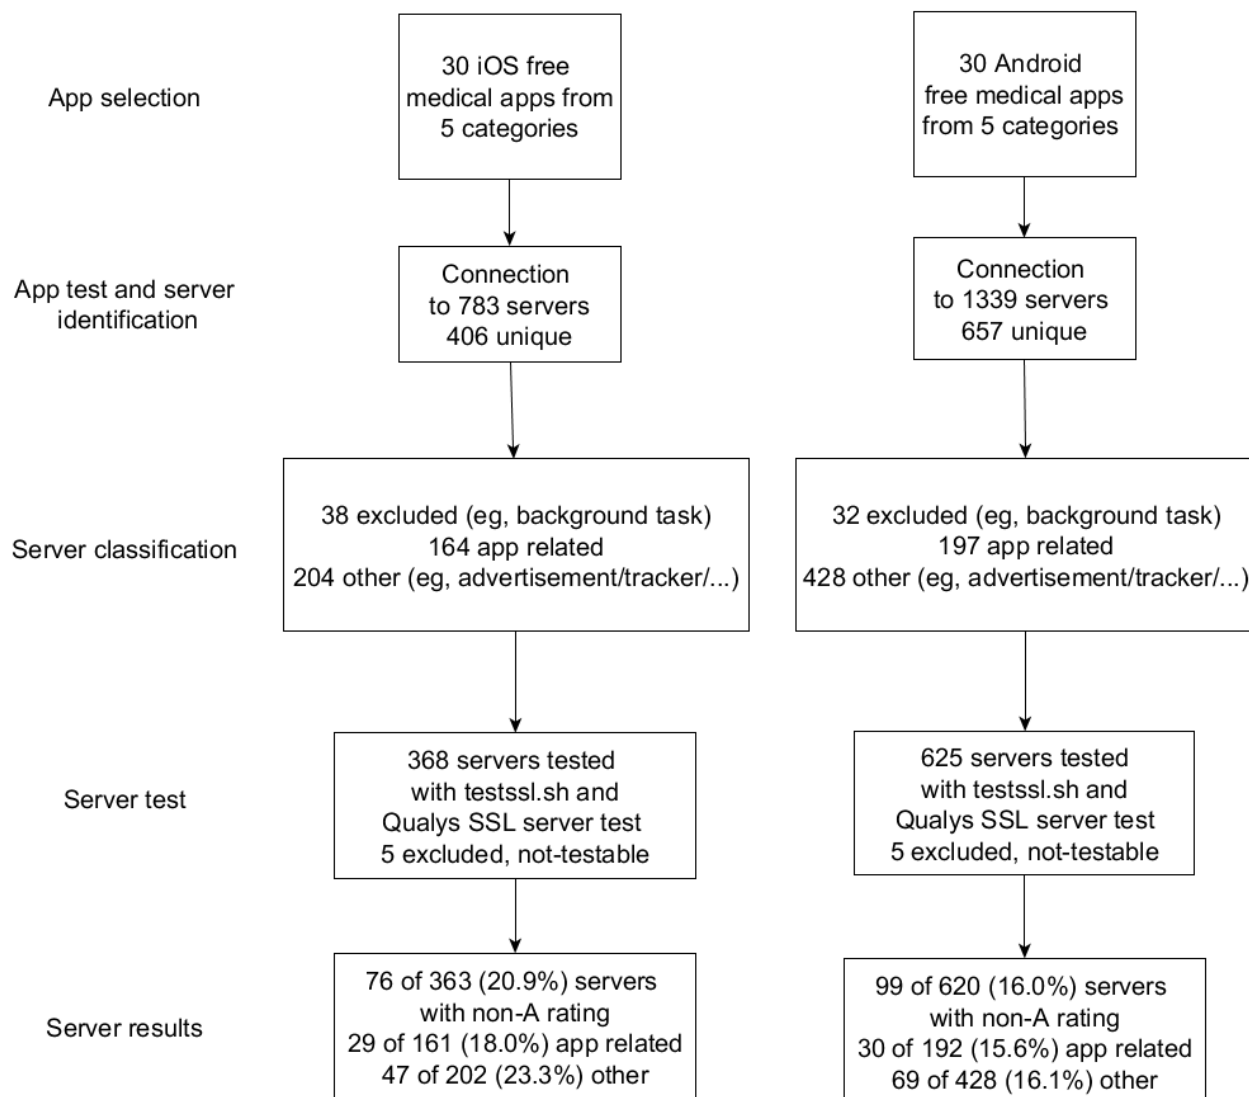 App selection
30 iOS free
medical apps from
5 categories
30 Android
free medical apps
from 5 categories
App test and server
identification
Connection
to 783 servers
406 unique
Connection
to 1339 servers
657 unique
Server classification
38 excluded (eg, background task)
164 app related
204 other (eg, advertisement/tracker/...)
32 excluded (eg, background task)
197 app related
428 other (eg, advertisement/tracker/...)
Server test
368 servers tested
with testssl.sh and
Qualys SSL server test
5 excluded, not-testable
625 servers tested
with testssl.sh and
Qualys SSL server test
5 excluded, not-testable
Server results
76 of 363 (20.9%) servers
with non-A rating
29 of 161 (18.0%) app related
47 of 202 (23.3%) other
99 of 620 (16.0%) servers
with non-A rating
30 of 192 (15.6%) app related
69 of 428 (16.1%) other